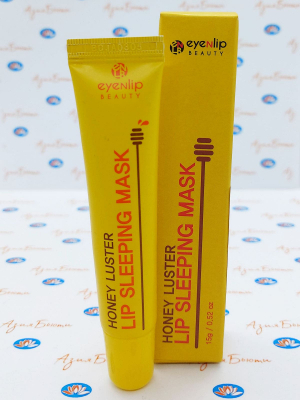 eyeNlip
BEAUTY
HONEY LUSTER
LIP SLEEPING MASK
eyeNlip
BEAUTY
HONEY LUSTER
LIP SLEEPING MASK
15g / 0.52 oz